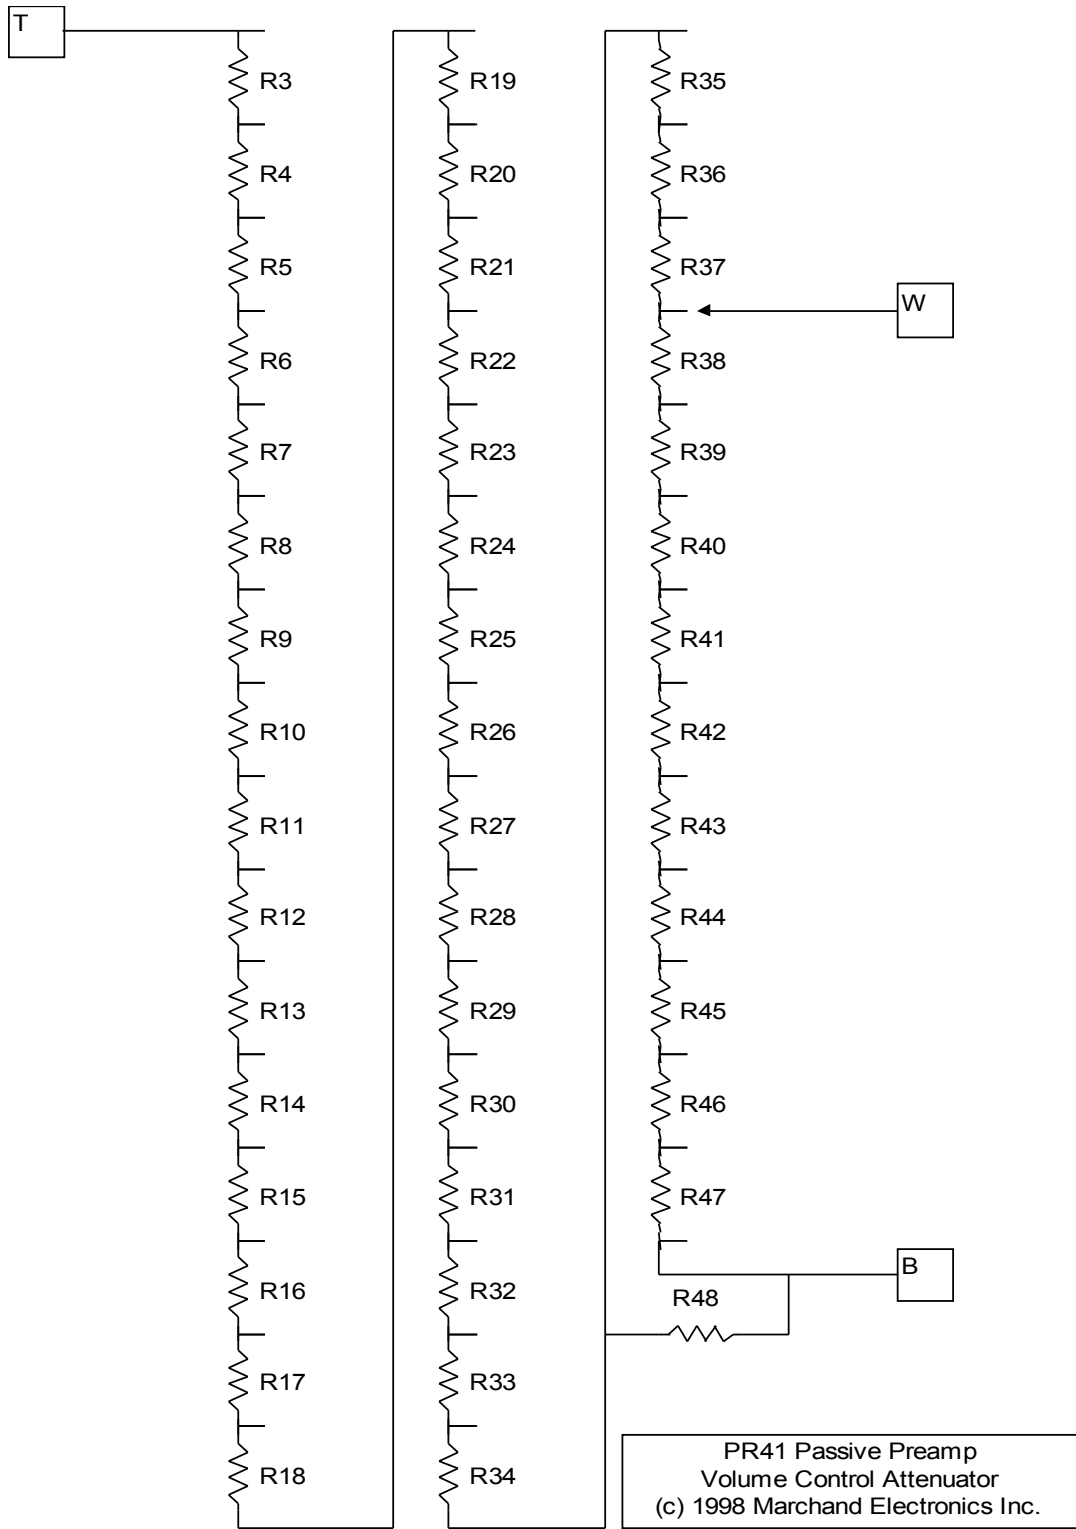 T
R3
R4
R5
R6
R7
R8
R9
R10
R11
R12
R13
R14
R15
R16
R17
R18
R19
R20
R21
R22
R23
R24
R25
R26
R27
R28
R29
R30
R31
R32
R33
R34
R35
R36
R37
W
R38
R39
R40
R41
R42
R43
R44
R45
R46
R47
B
R48
PR41 Passive Preamp
Volume Control Attenuator
(c) 1998 Marchand Electronics Inc.